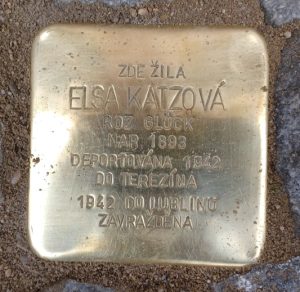 ZDE ŽILA
ELSA KATZOVÁ
ROZ. GLÜCK
NAR. 1893
DEPORTOVÁNA 1942
DO TEREZÍNA
1942 DO LUBLINU
ZAVRAŽDĚNA